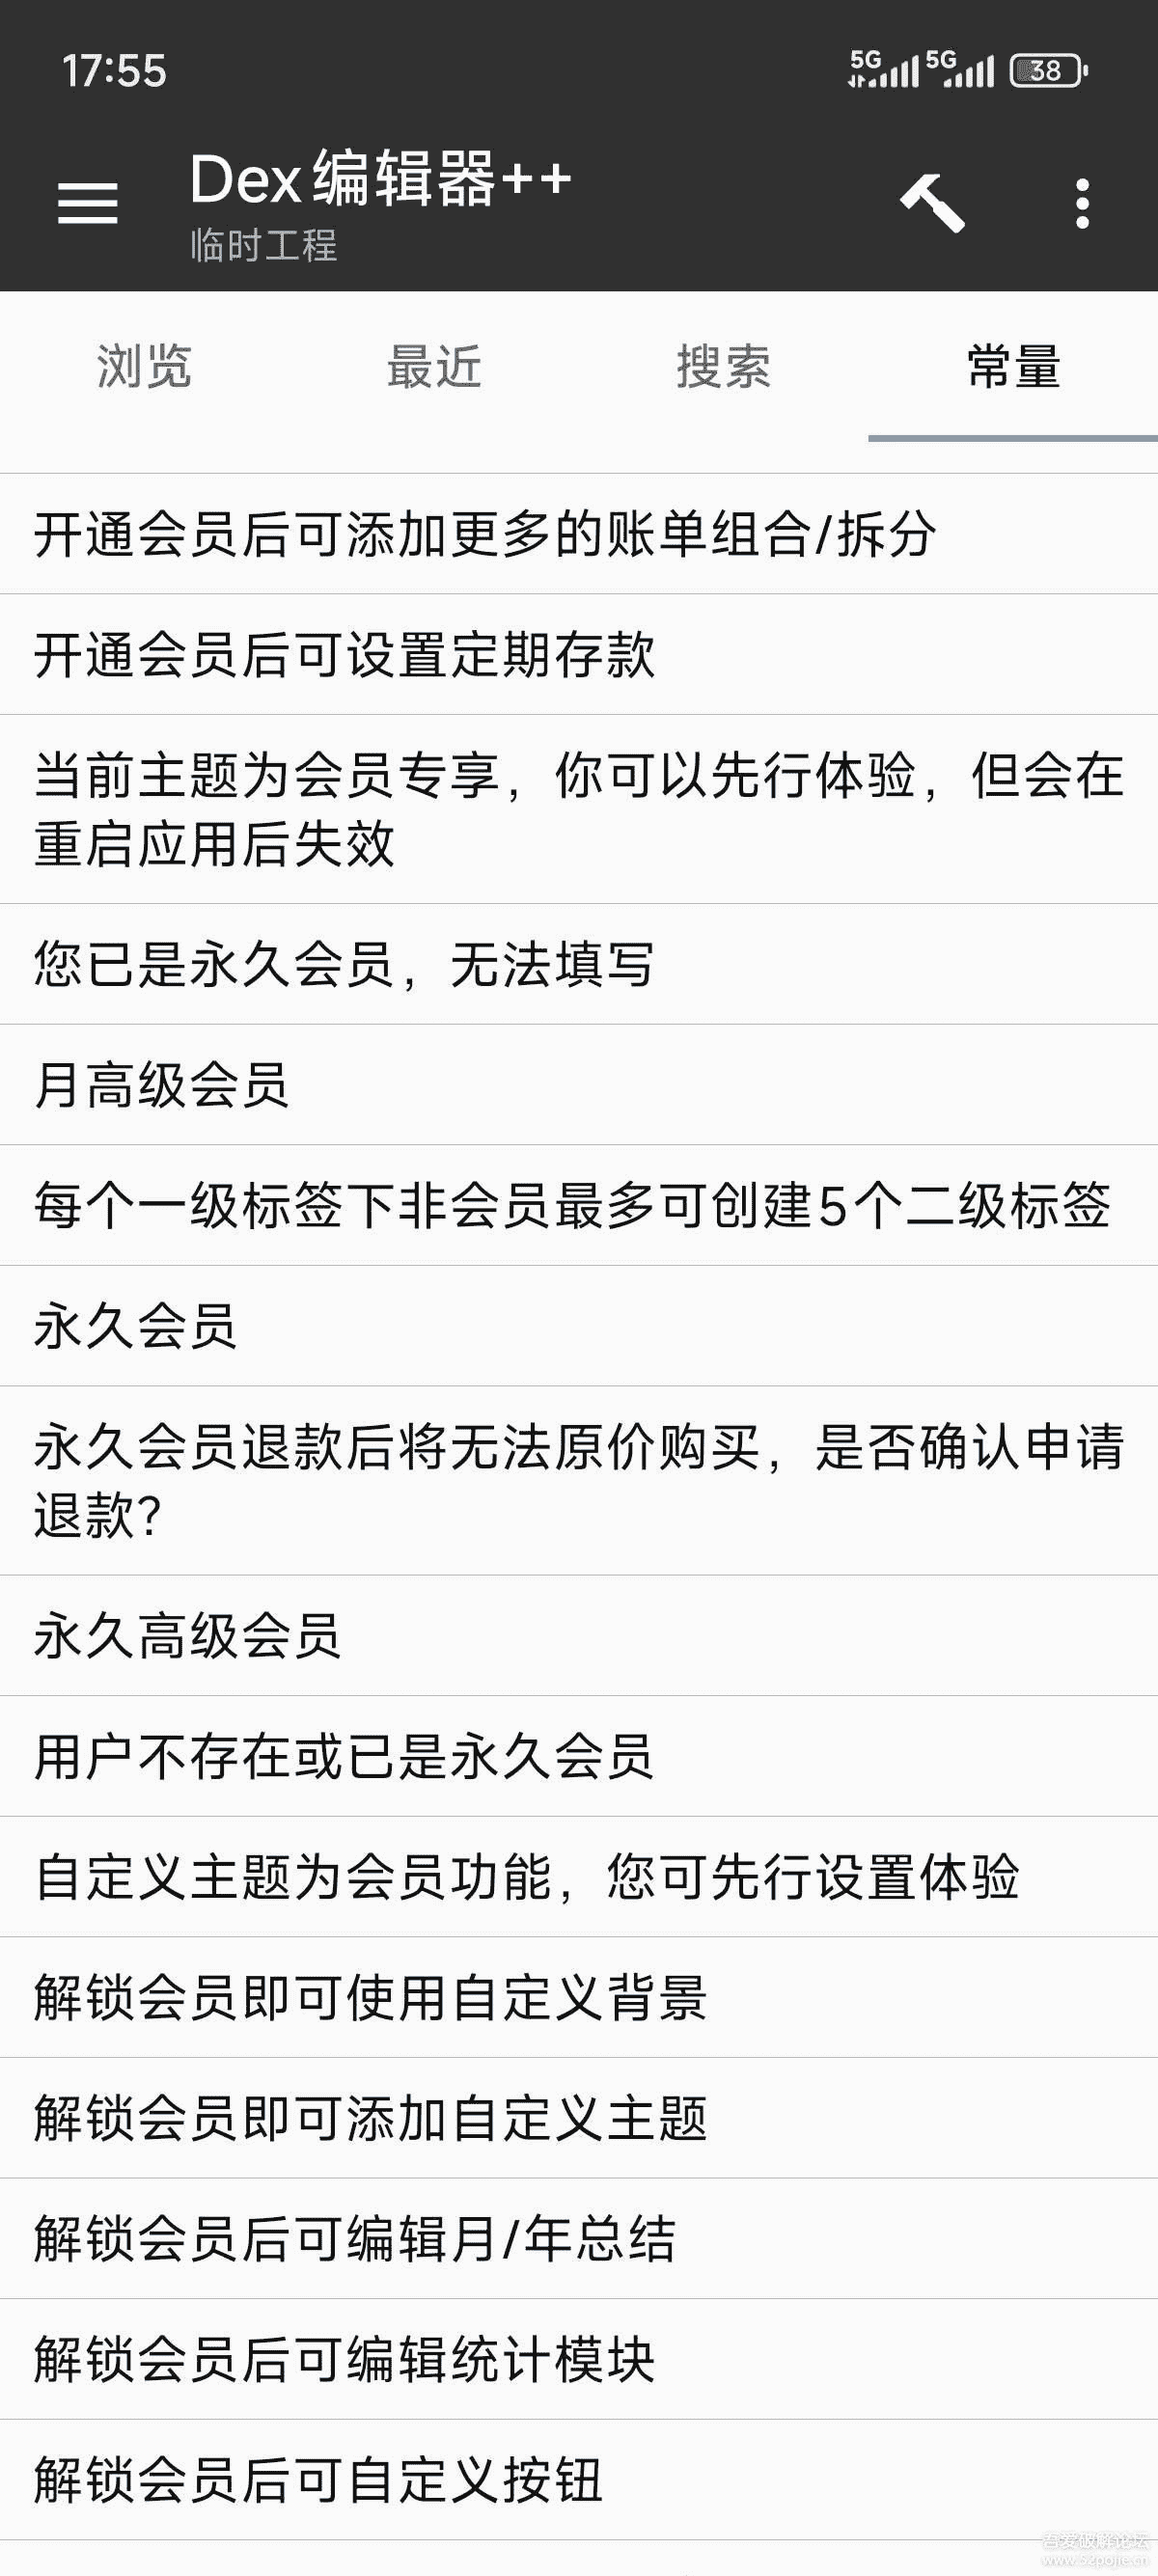 17:55
5G 5G 38
Dex编辑器++
临时工程
浏览 最近 搜索 常量
开通会员后可添加更多的账单组合/拆分
开通会员后可设置定期存款
当前主题为会员专享，你可以先行体验，但会在
重启应用后失效
您已是永久会员，无法填写
月高级会员
每个一级标签下非会员最多可创建5个二级标签
永久会员
永久会员退款后将无法原价购买，是否确认申请
退款？
永久高级会员
用户不存在或已是永久会员
自定义主题为会员功能，您可先行设置体验
解锁会员即可使用自定义背景
解锁会员即可添加自定义主题
解锁会员后可编辑月/年总结
解锁会员后可编辑统计模块
解锁会员后可自定义按钮
吾爱破解论坛
www.52pojie.cn